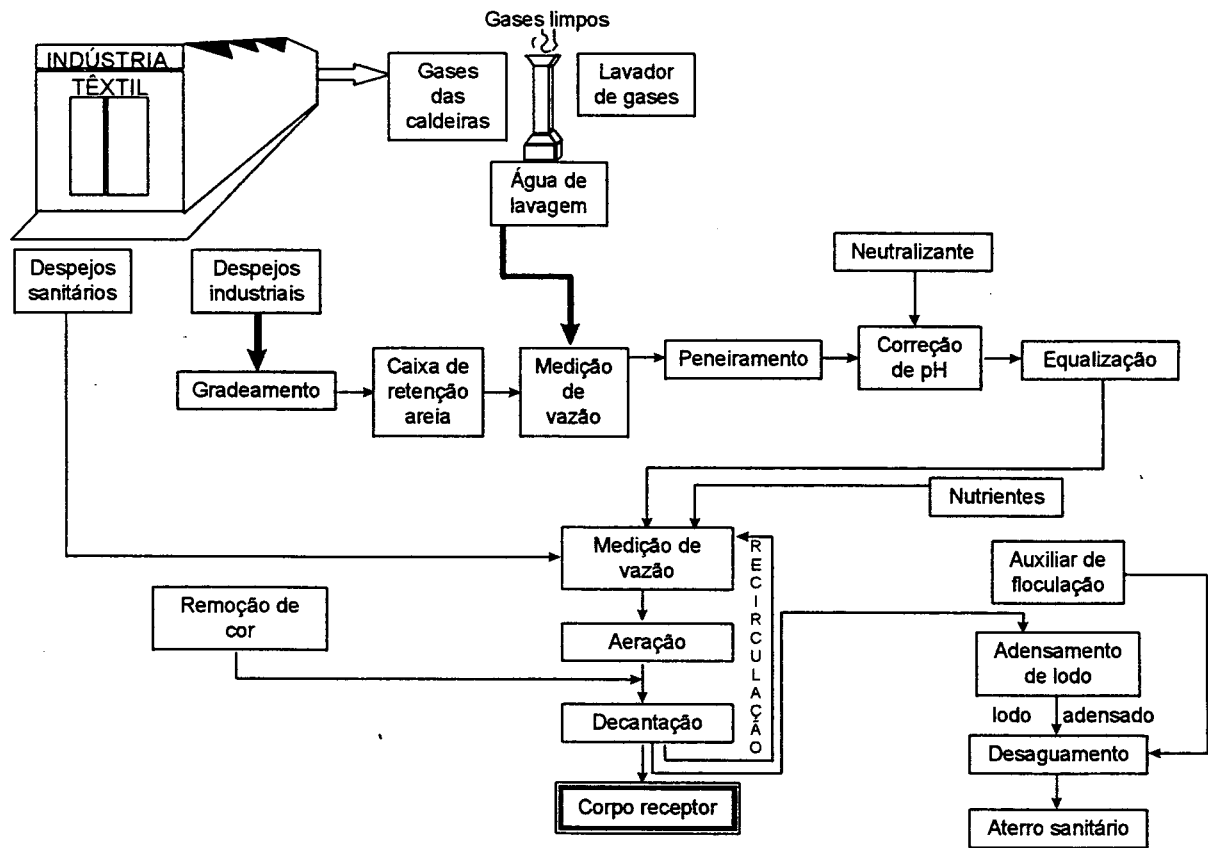 Gases limpos
INDÚSTRIA
TÊXTIL
Gases
das
caldeiras
Lavador
de gases
Água de
lavagem
Despejos
sanitários
Despejos
industriais
Neutralizante
Gradeamento
Caixa de
retenção
areia
Medição
de
vazão
Peneiramento
Correção
de pH
Equalização
Nutrientes
Medição de
vazão
RECIRCULAÇÃO
Auxiliar de
floculação
Remoção de
cor
Aeração
Adensamento
de lodo
lodo adensado
Decantação
Desaguamento
Corpo receptor
Aterro sanitário